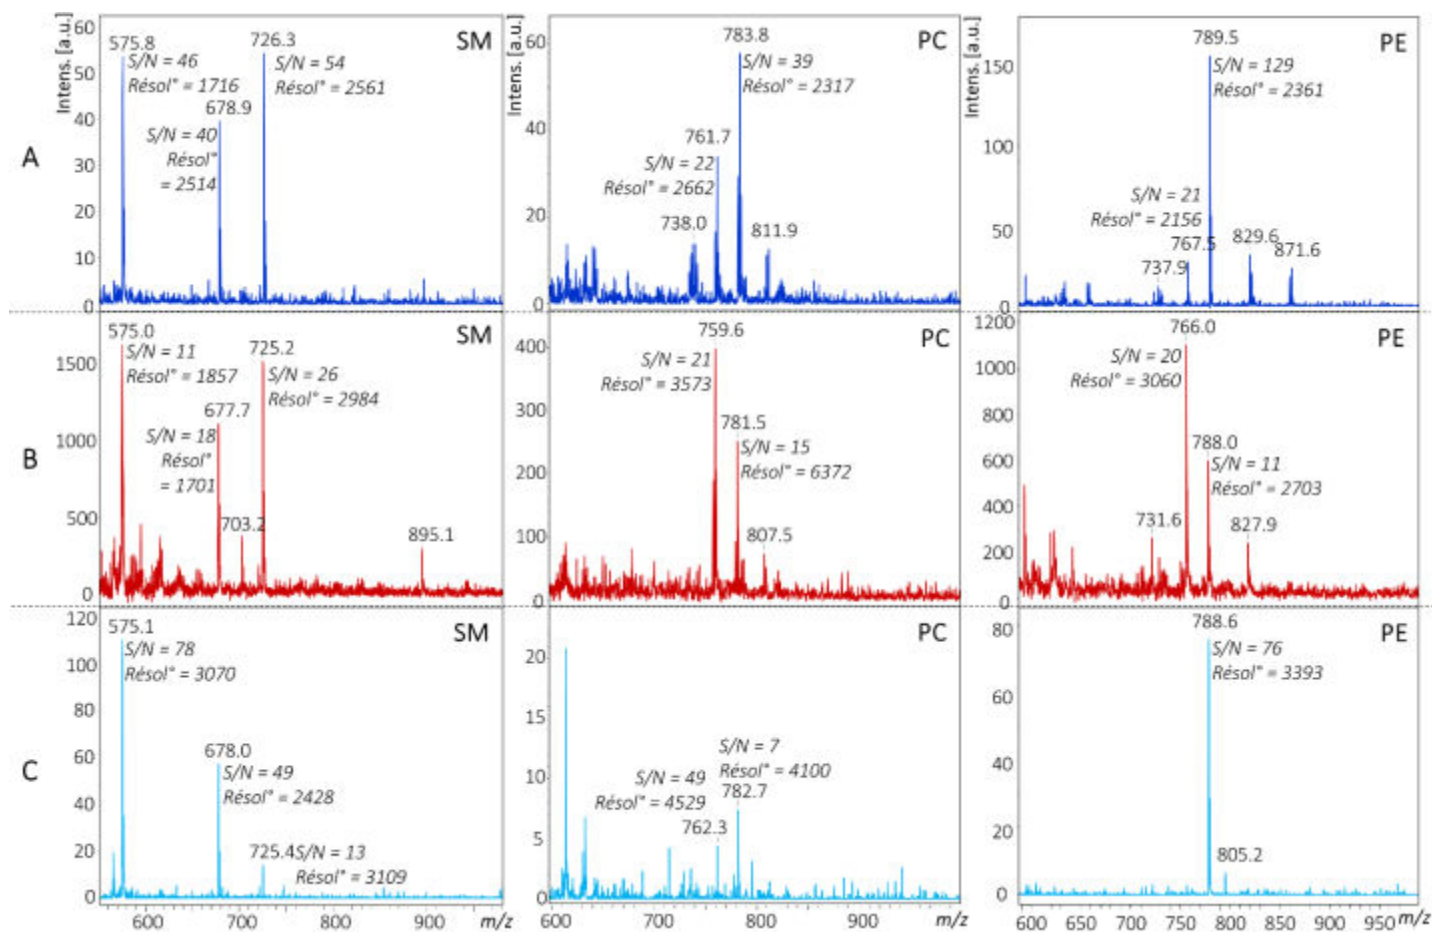 A
Intens. [a.u.]
60
50
40
30
20
10
0
SM
575.8
S/N = 46
Résol° = 1716
678.9
S/N = 40
Résol°
= 2514
726.3
S/N = 54
Résol° = 2561
Intens. [a.u.]
60
40
20
0
PC
783.8
S/N = 39
Résol° = 2317
761.7
S/N = 22
Résol° = 2662
738.0
811.9
Intens. [a.u.]
150
100
50
0
PE
789.5
S/N = 129
Résol° = 2361
S/N = 21
Résol° = 2156
767.5
737.9
829.6
871.6
B
1500
1000
500
0
SM
575.0
S/N = 11
Résol° = 1857
677.7
S/N = 18
Résol°
= 1701
703.2
725.2
S/N = 26
Résol° = 2984
895.1
400
300
200
100
0
PC
759.6
S/N = 21
Résol° = 3573
781.5
S/N = 15
Résol° = 6372
807.5
1200
1000
800
600
400
200
0
PE
766.0
S/N = 20
Résol° = 3060
788.0
S/N = 11
Résol° = 2703
731.6
827.9
C
120
100
80
60
40
20
0
SM
575.1
S/N = 78
Résol° = 3070
678.0
S/N = 49
Résol° = 2428
725.4 S/N = 13
Résol° = 3109
600 700 800 900 m/z
20
15
10
5
0
PC
S/N = 7
Résol° = 4100
782.7
S/N = 49
Résol° = 4529
762.3
600 700 800 900 m/z
80
60
40
20
0
PE
788.6
S/N = 76
Résol° = 3393
805.2
600 650 700 750 800 850 900 950 m/z